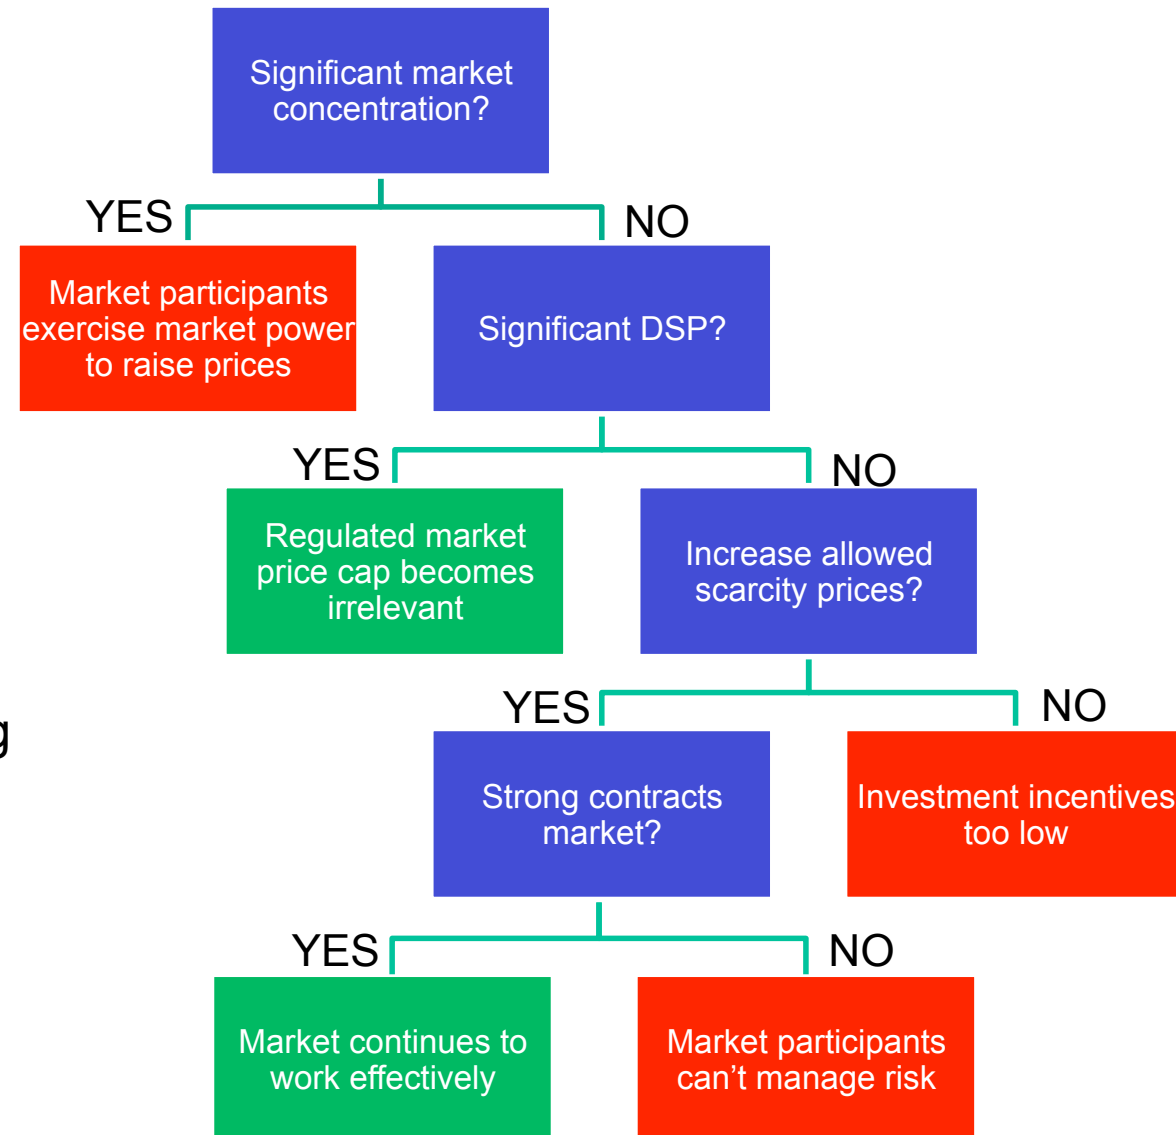 Significant market
concentration?
YES
NO
Market participants
exercise market power
to raise prices
Significant DSP?
YES
NO
Regulated market
price cap becomes
irrelevant
Increase allowed
scarcity prices?
YES
NO
g
Strong contracts
market?
Investment incentives
too low
YES
NO
Market continues to
work effectively
Market participants
can’t manage risk